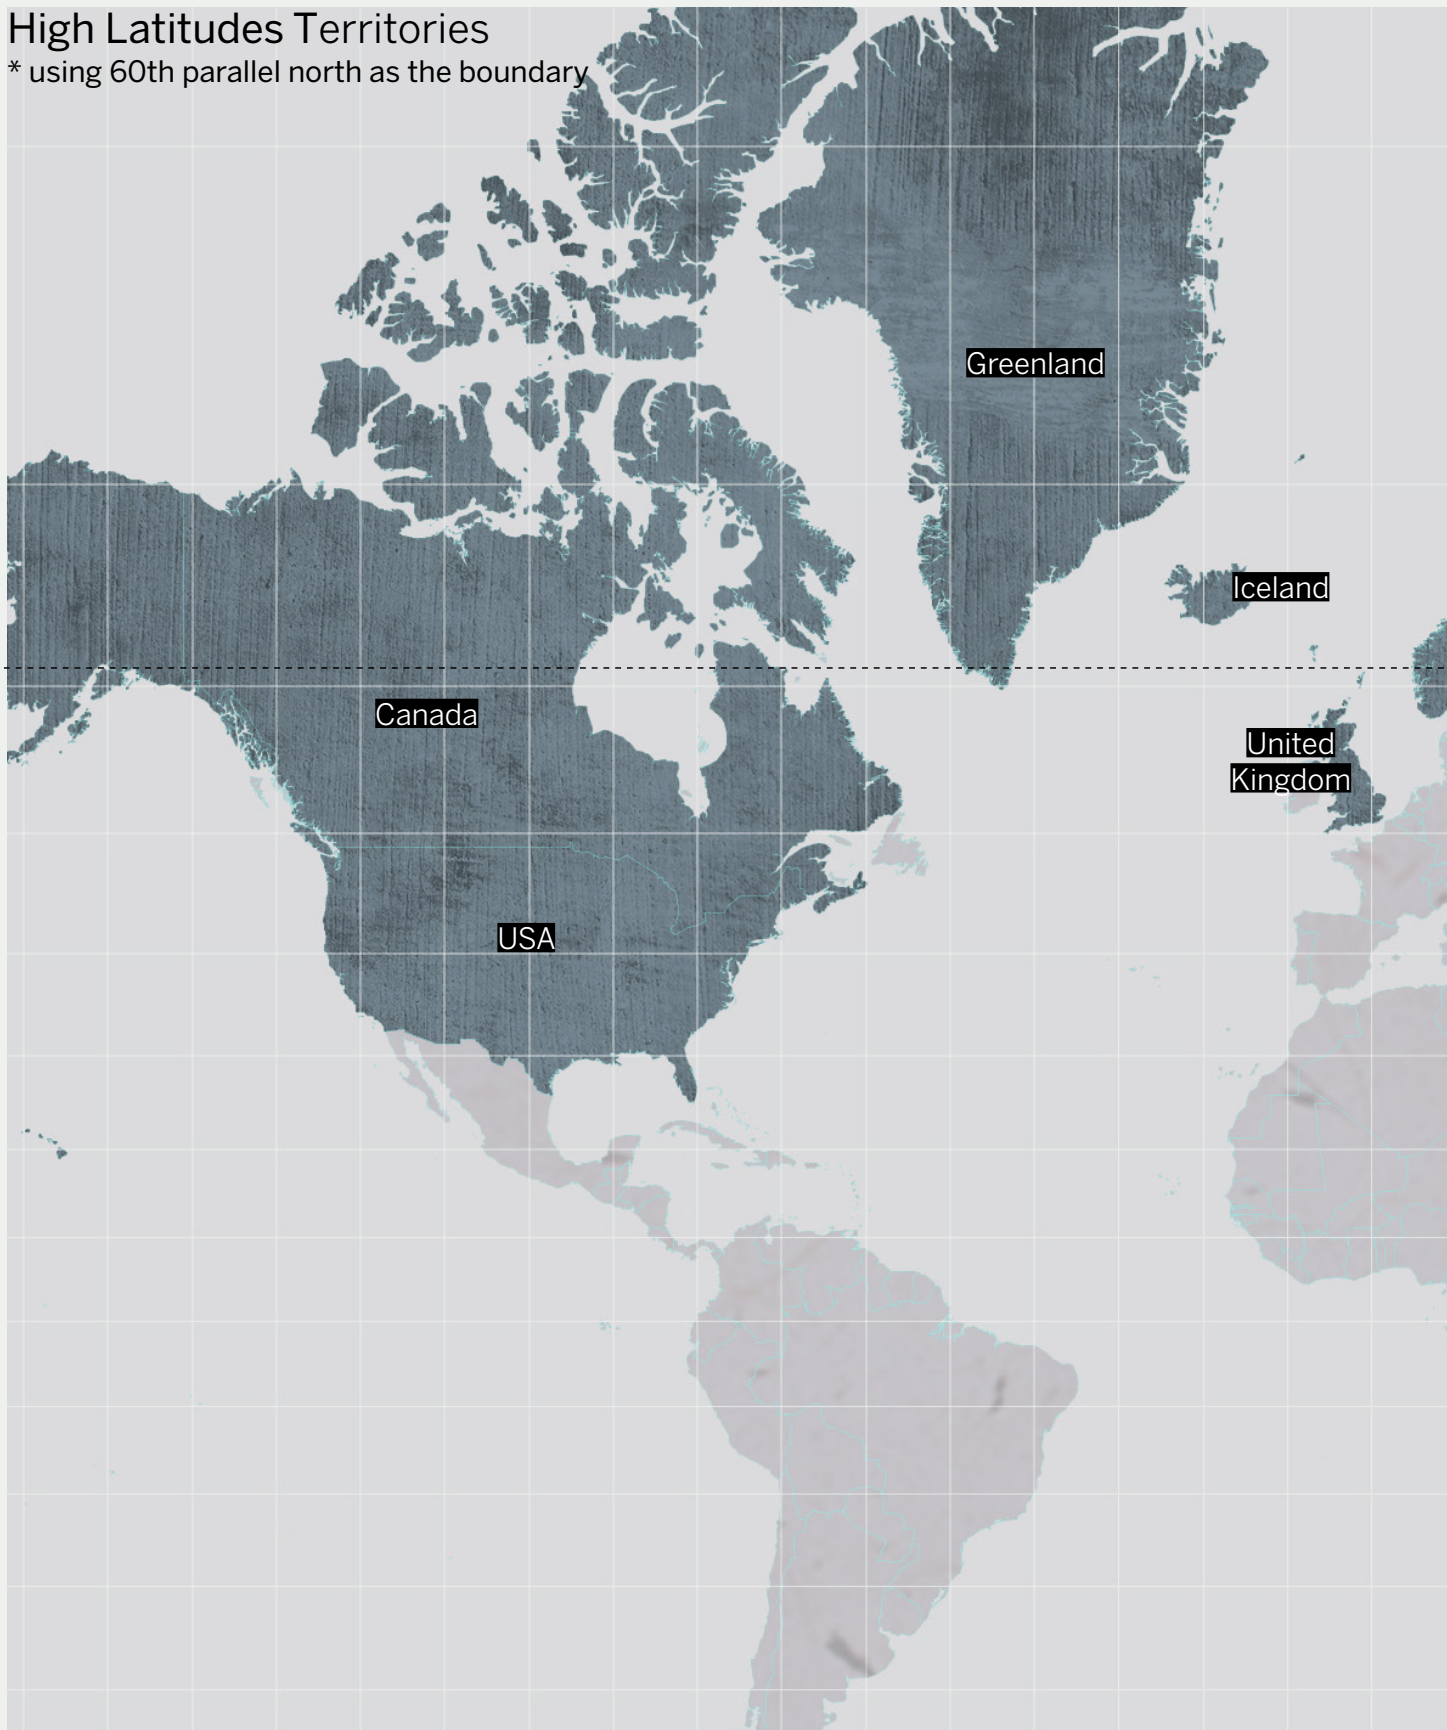 High Latitudes Territories
* using 60th parallel north as the boundary
Greenland
Iceland
Canada
United
Kingdom
USA